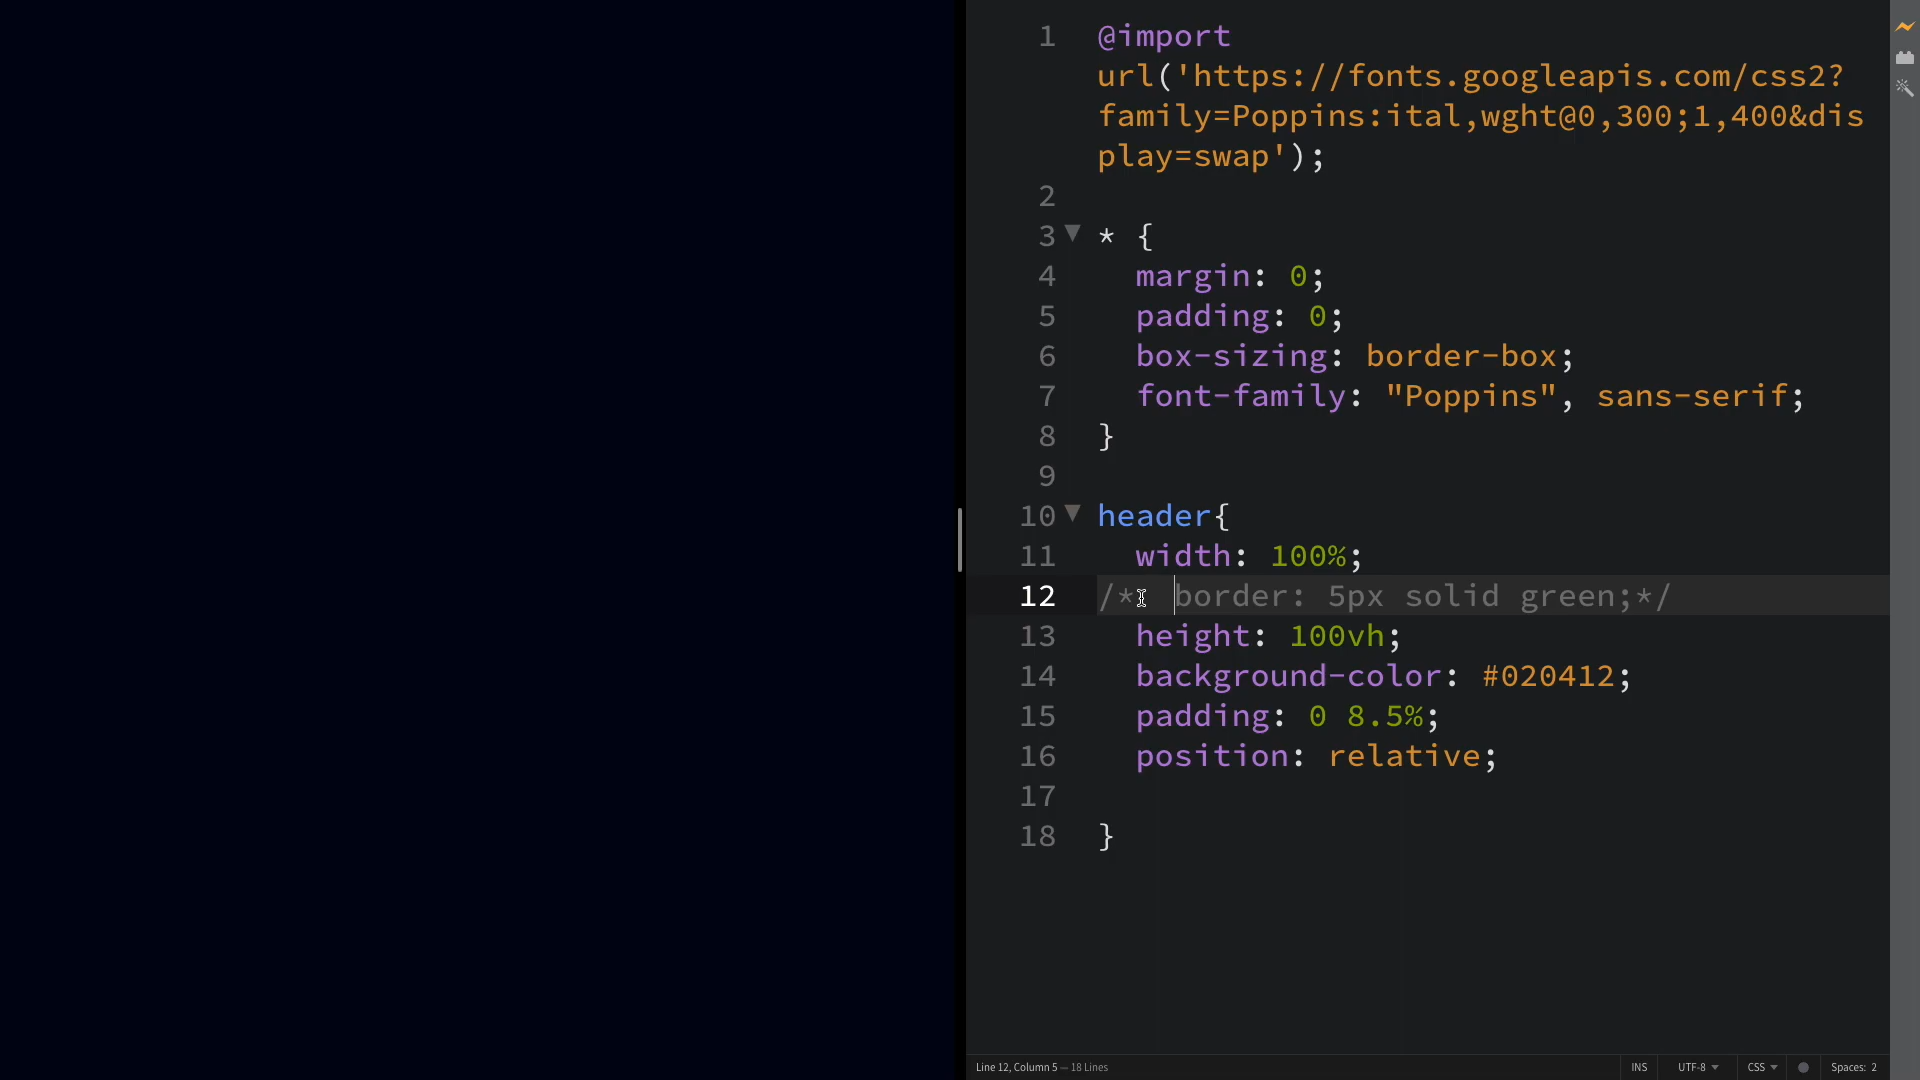 1 @import
url('https://fonts.googleapis.com/css2?
family=Poppins:ital,wght@0,300;1,400&dis
play=swap');
2
3 * {
4 margin: 0;
5 padding: 0;
6 box-sizing: border-box;
7 font-family: "Poppins", sans-serif;
8 }
9
10 header{
11 width: 100%;
12 /*  border: 5px solid green;*/
13 height: 100vh;
14 background-color: #020412;
15 padding: 0 8.5%;
16 position: relative;
17
18 }
Line 12, Column 5 — 18 Lines INS UTF-8 CSS Spaces: 2